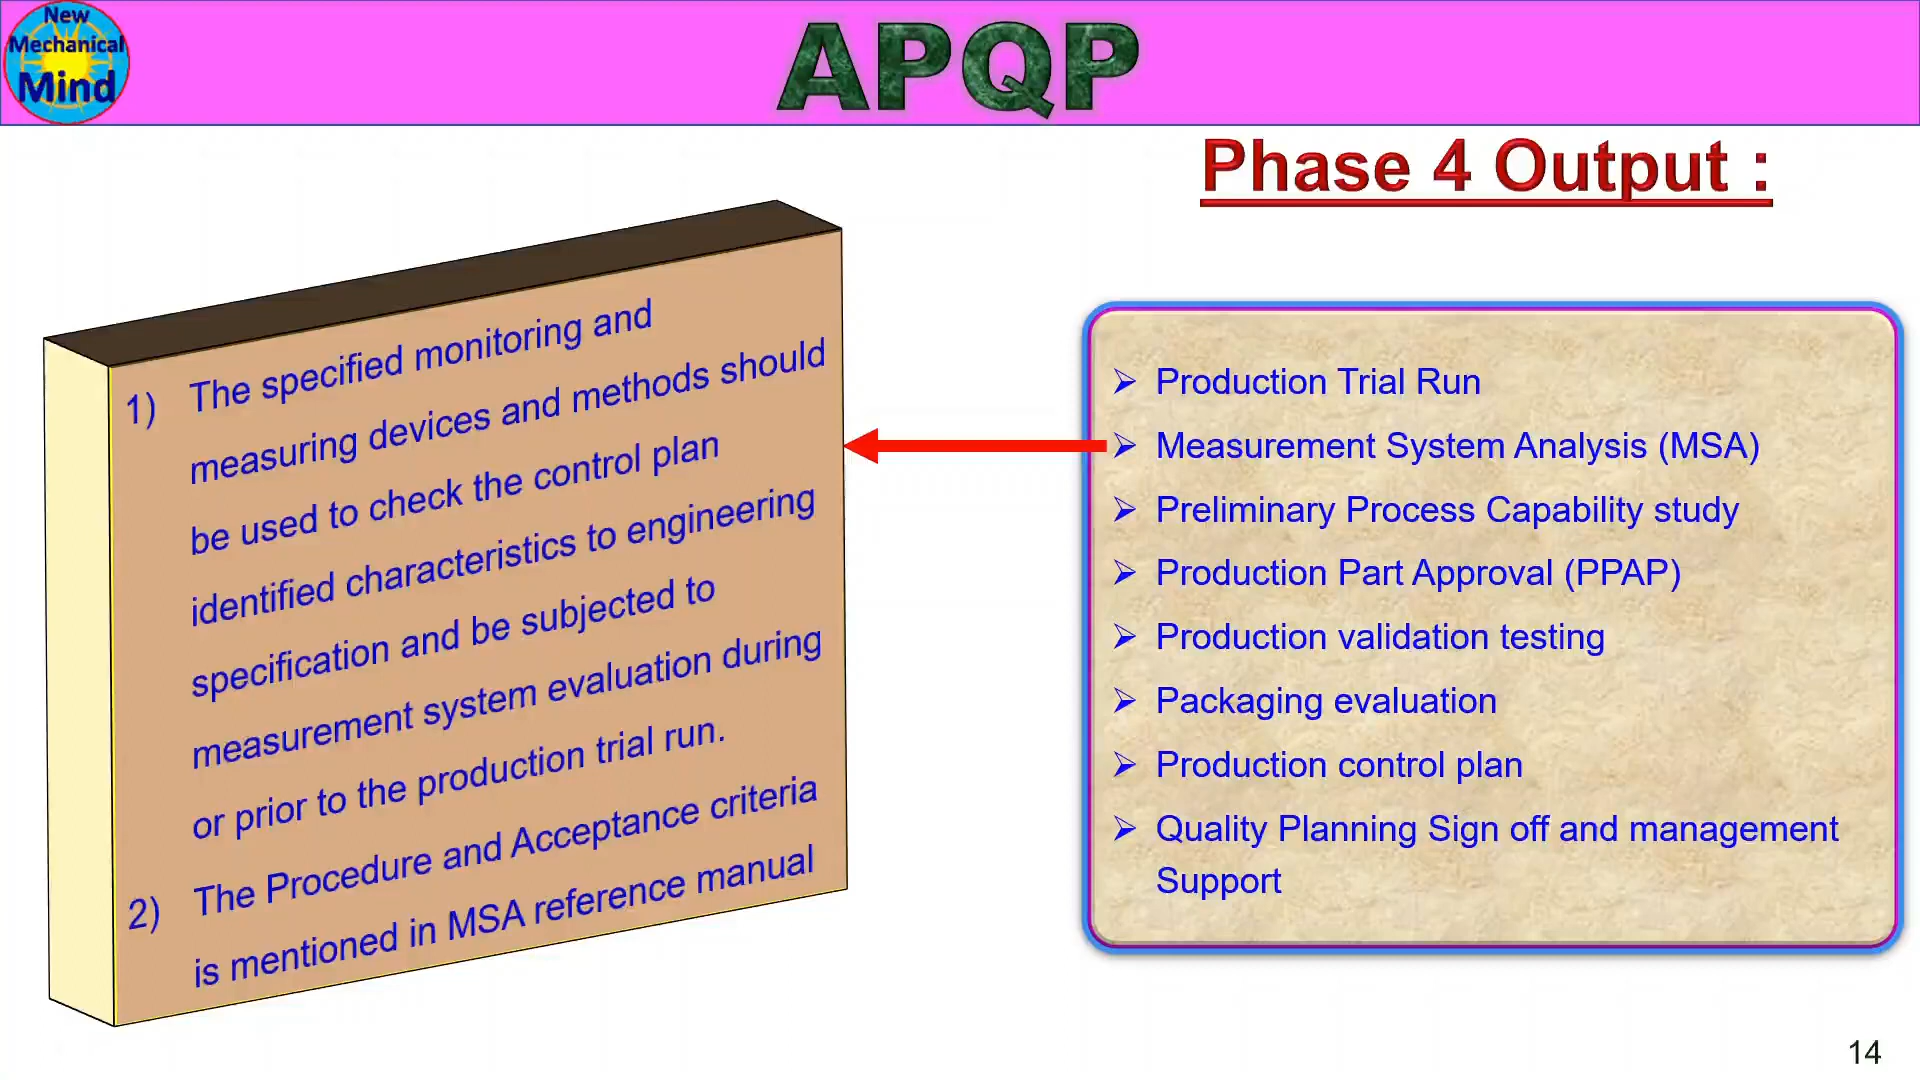 New
Mechanical
Mind
APQP
Phase 4 Output :
1) The specified monitoring and
measuring devices and methods should
be used to check the control plan
identified characteristics to engineering
specification and be subjected to
measurement system evaluation during
or prior to the production trial run.
2) The Procedure and Acceptance criteria
is mentioned in MSA reference manual
➢ Production Trial Run
➢ Measurement System Analysis (MSA)
➢ Preliminary Process Capability study
➢ Production Part Approval (PPAP)
➢ Production validation testing
➢ Packaging evaluation
➢ Production control plan
➢ Quality Planning Sign off and management
Support
14